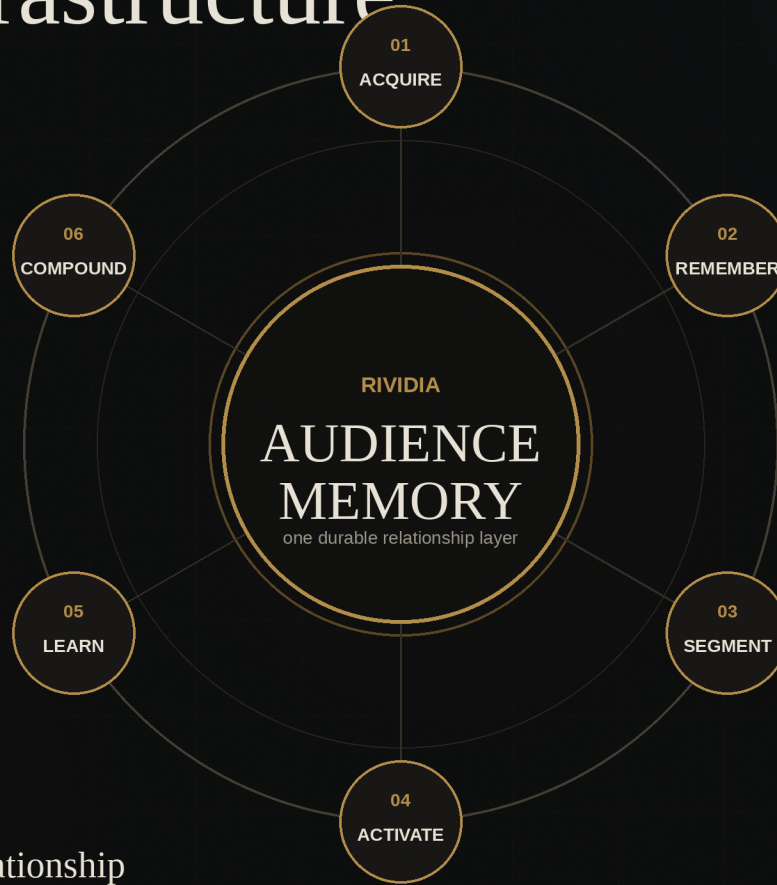 rastructure
01
ACQUIRE
06
COMPOUND
02
REMEMBER
RIVIDIA
AUDIENCE
MEMORY
one durable relationship layer
05
LEARN
03
SEGMENT
04
ACTIVATE
ationship